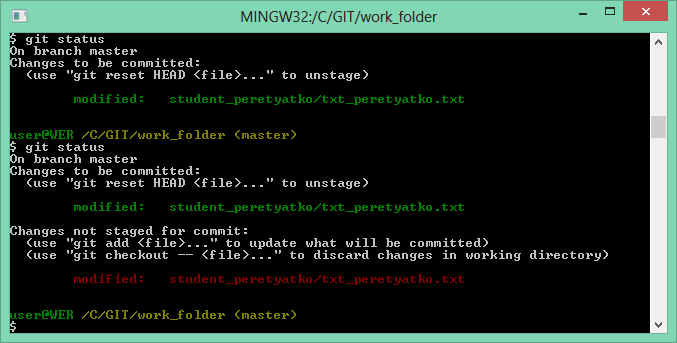 MINGW32:/C/GIT/work_folder
$ git status
On branch master
Changes to be committed:
  (use "git reset HEAD <file>..." to unstage)
        modified:   student_peretyatko/txt_peretyatko.txt
user@WER /C/GIT/work_folder (master)
$ git status
On branch master
Changes to be committed:
  (use "git reset HEAD <file>..." to unstage)
        modified:   student_peretyatko/txt_peretyatko.txt
Changes not staged for commit:
  (use "git add <file>..." to update what will be committed)
  (use "git checkout -- <file>..." to discard changes in working directory)
        modified:   student_peretyatko/txt_peretyatko.txt
user@WER /C/GIT/work_folder (master)
$